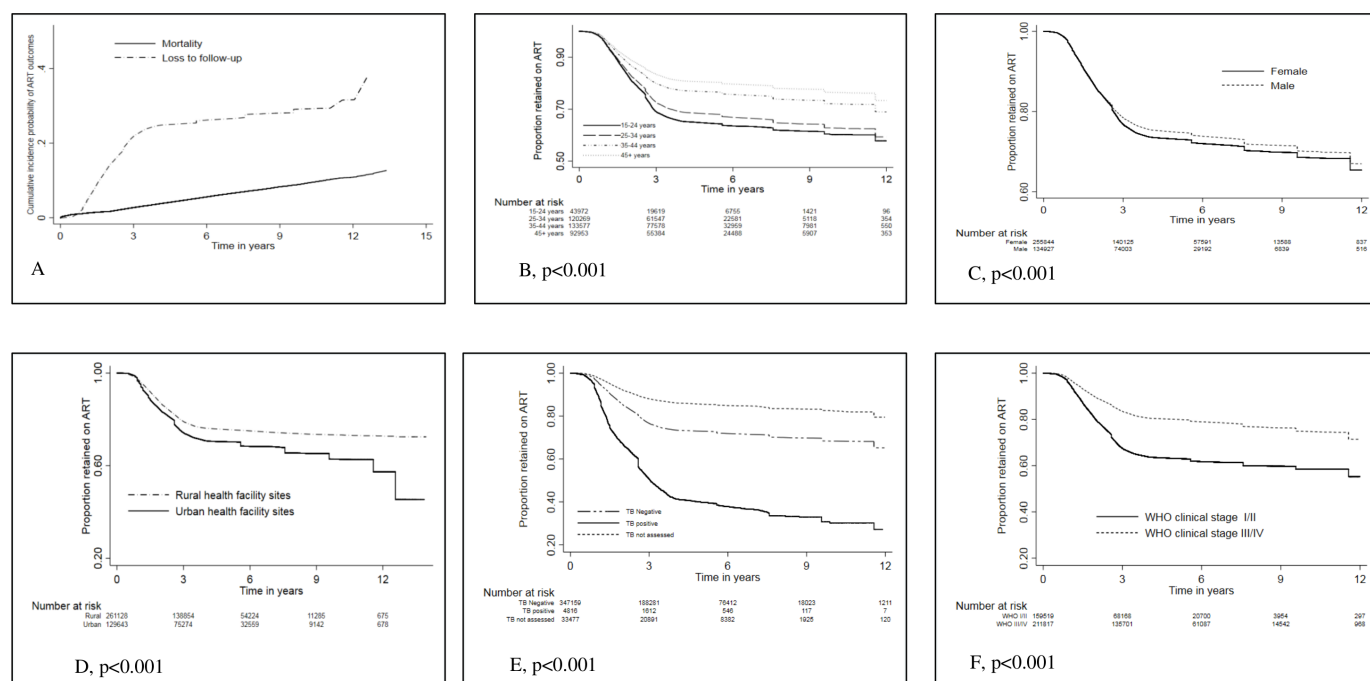 Mortality
Loss to follow-up
Cumulative incidence probability of ART outcomes
0 .2 .4
0 3 6 9 12 15
Time in years
A
Proportion retained on ART
0.50 0.70 0.90
15-24 years
25-34 years
35-44 years
45+ years
0 3 6 9 12
Time in years
Number at risk
15-24 years 43972 19619 6755 1421 96
25-34 years 120269 61547 22581 5118 354
35-44 years 133577 77578 32959 7981 550
45+ years 92953 55384 24488 5907 353
B, p<0.001
Proportion retained on ART
0.60 0.80 1.00
Female
Male
0 3 6 9 12
Time in years
Number at risk
Female 255844 140125 57591 13588 837
Male 134927 74003 29192 6839 516
C, p<0.001
Proportion retained on ART
0.20 0.60 1.00
Rural health facility sites
Urban health facility sites
0 3 6 9 12
Time in years
Number at risk
Rural 261128 138854 54224 11285 675
Urban 129643 75274 32559 9142 678
D, p<0.001
Proportion retained on ART
0.20 0.40 0.60 0.80 1.00
TB Negative
TB positive
TB not assessed
0 3 6 9 12
Time in years
Number at risk
TB Negative 347159 188281 76412 18023 1211
TB positive 4816 1612 546 117 7
TB not assessed 33477 20891 8382 1925 120
E, p<0.001
Proportion retained on ART
0.20 0.40 0.60 0.80 1.00
WHO clinical stage I/II
WHO clinical stage III/IV
0 3 6 9 12
Time in years
Number at risk
WHO I/II 159519 68168 20700 3954 297
WHO III/IV 211817 135701 61087 14542 968
F, p<0.001